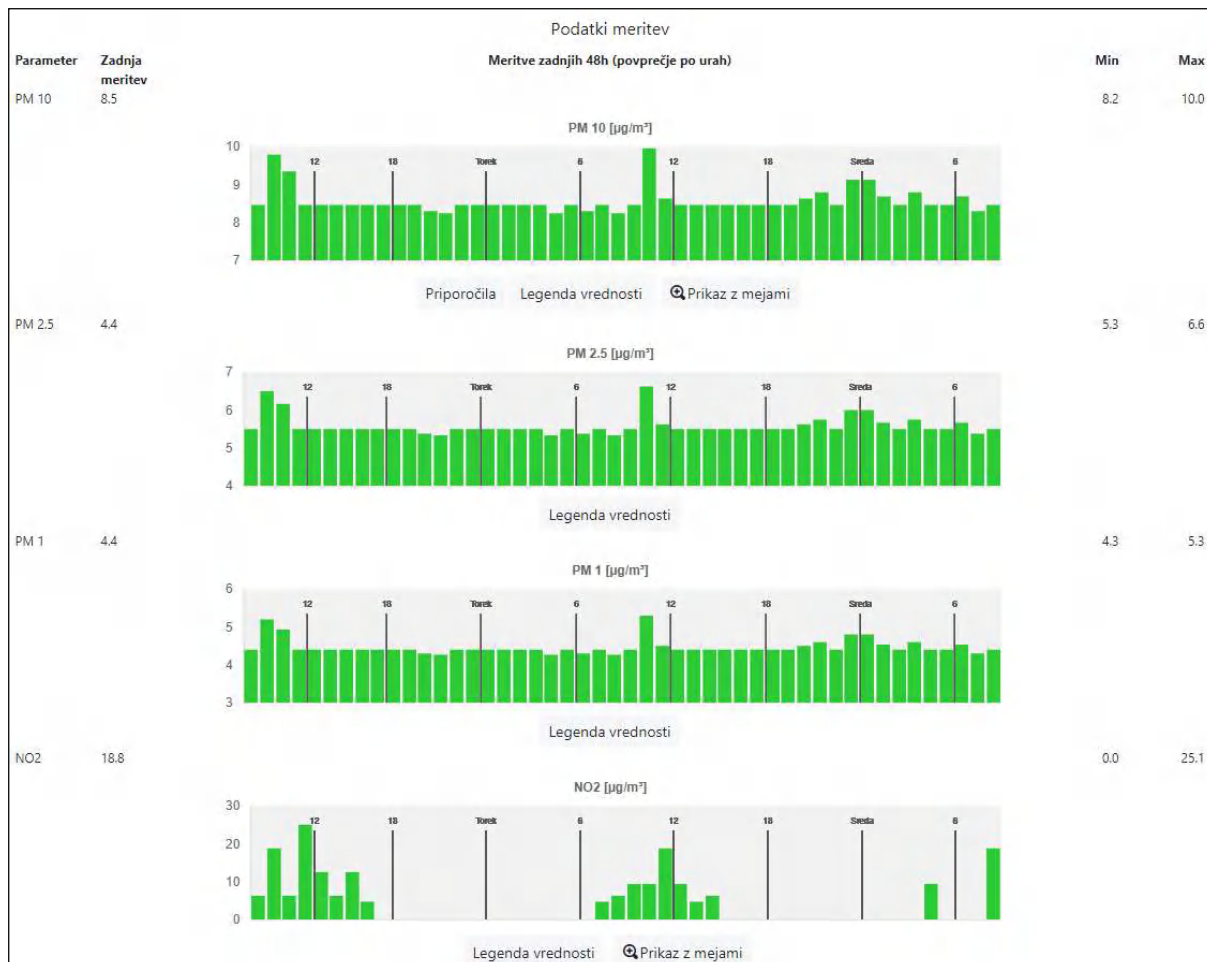 Podatki meritev
Parameter Zadnja meritev Meritve zadnjih 48h (povprečje po urah) Min Max
PM 10 8.5 8.2 10.0
PM 10 [µg/m³]
10
9
8
7
12 18 Torek 6 12 18 Sreda 6
Priporočila Legenda vrednosti Prikaz z mejami
PM 2.5 4.4 5.3 6.6
PM 2.5 [µg/m³]
7
6
5
4
12 18 Torek 6 12 18 Sreda 6
Legenda vrednosti
PM 1 4.4 4.3 5.3
PM 1 [µg/m³]
6
5
4
3
12 18 Torek 6 12 18 Sreda 6
Legenda vrednosti
NO2 18.8 0.0 25.1
NO2 [µg/m³]
30
20
10
0
12 18 Torek 6 12 18 Sreda 6
Legenda vrednosti Prikaz z mejami